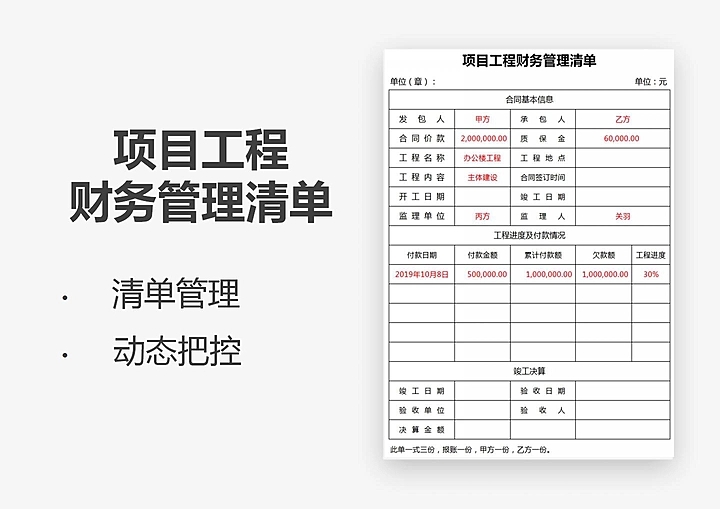 项目工程
财务管理清单
· 清单管理
· 动态把控
项目工程财务管理清单
单位（章）： 单位：元
合同基本信息
发包人 甲方 承包人 乙方
合同价款 2,000,000.00 质保金 60,000.00
工程名称 办公楼工程 工程地点
工程内容 主体建设 合同签订时间
开工日期 竣工日期
监理单位 丙方 监理人 关羽
工程进度及付款情况
付款日期 付款金额 累计付款额 欠款额 工程进度
2019年10月8日 500,000.00 1,000,000.00 1,000,000.00 30%
竣工决算
竣工日期 验收日期
验收单位 验收人
决算金额
此单一式三份，报账一份，甲方一份，乙方一份。